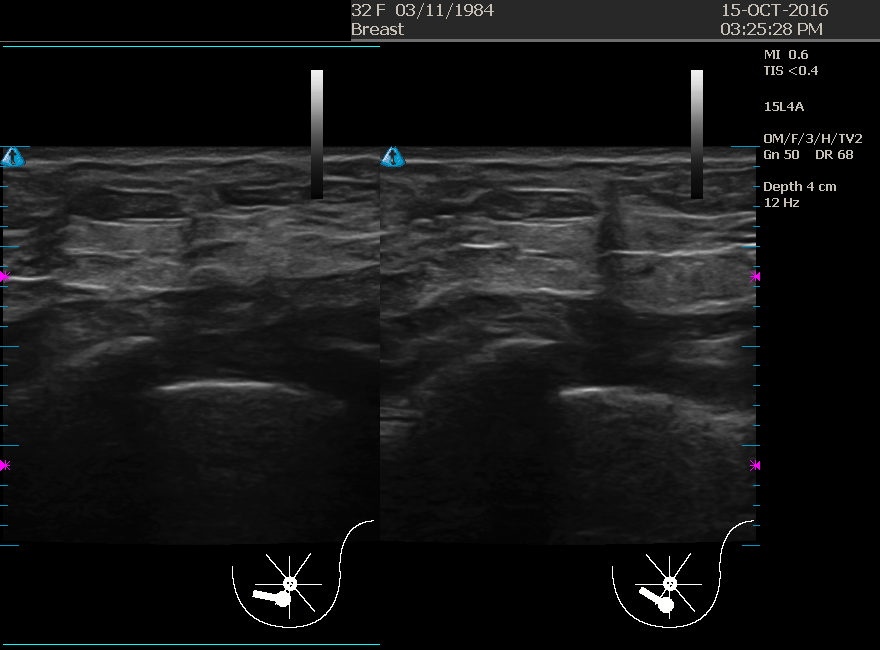 32 F 03/11/1984
15-OCT-2016
Breast
03:25:28 PM
MI 0.6
TIS <0.4
15L4A
OM/F/3/H/TV2
Gn 50 DR 68
Depth 4 cm
12 Hz